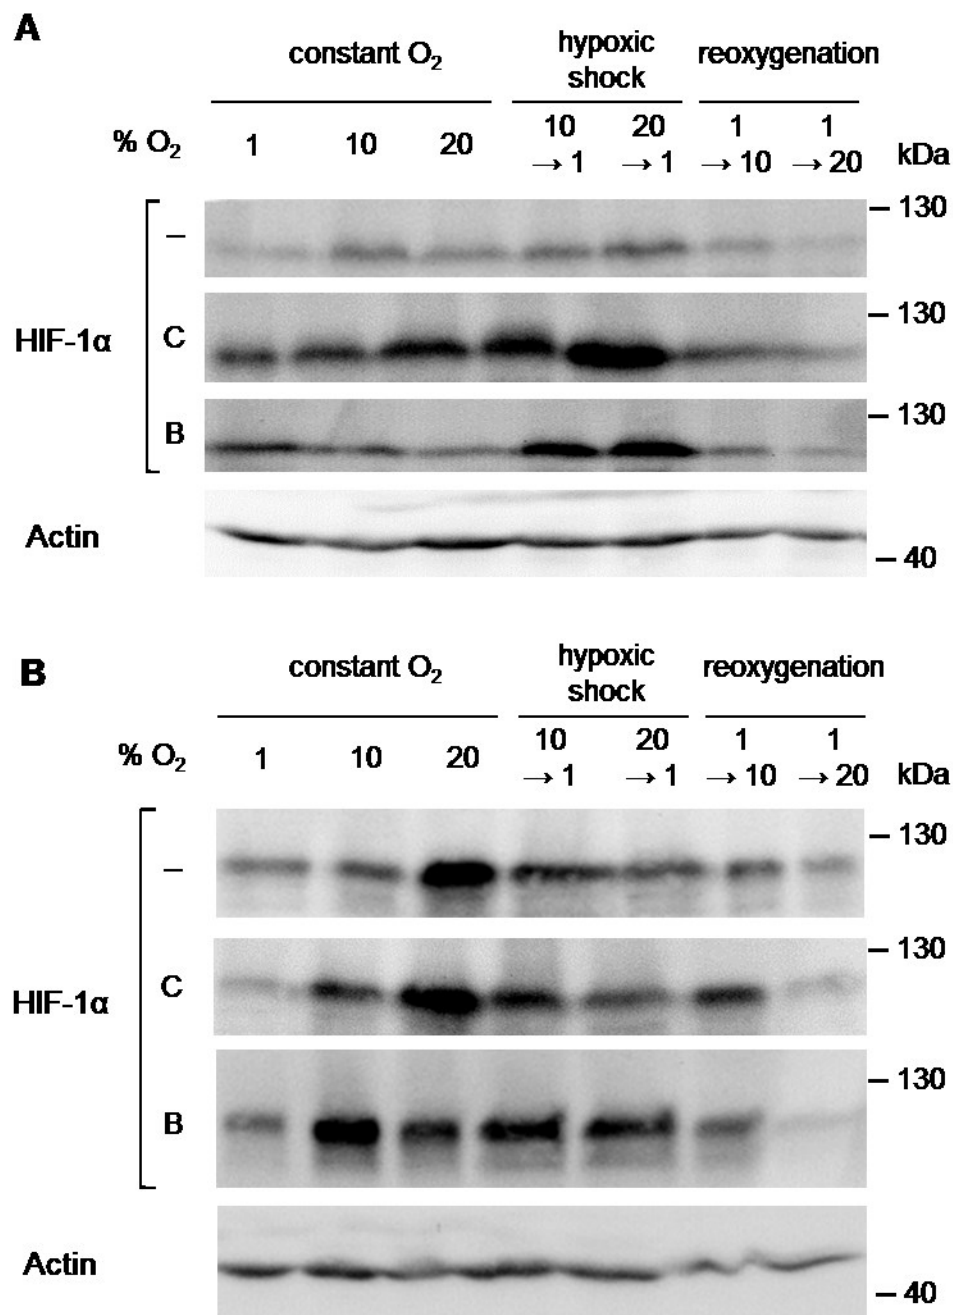 A
constant O₂
hypoxic
shock
reoxygenation
% O₂
1
10
20
10
→ 1
20
→ 1
1
→ 10
1
→ 20
kDa
– 130
–
HIF-1α
C
– 130
B
– 130
Actin
– 40
B
constant O₂
hypoxic
shock
reoxygenation
% O₂
1
10
20
10
→ 1
20
→ 1
1
→ 10
1
→ 20
kDa
– 130
–
HIF-1α
C
– 130
B
– 130
Actin
– 40